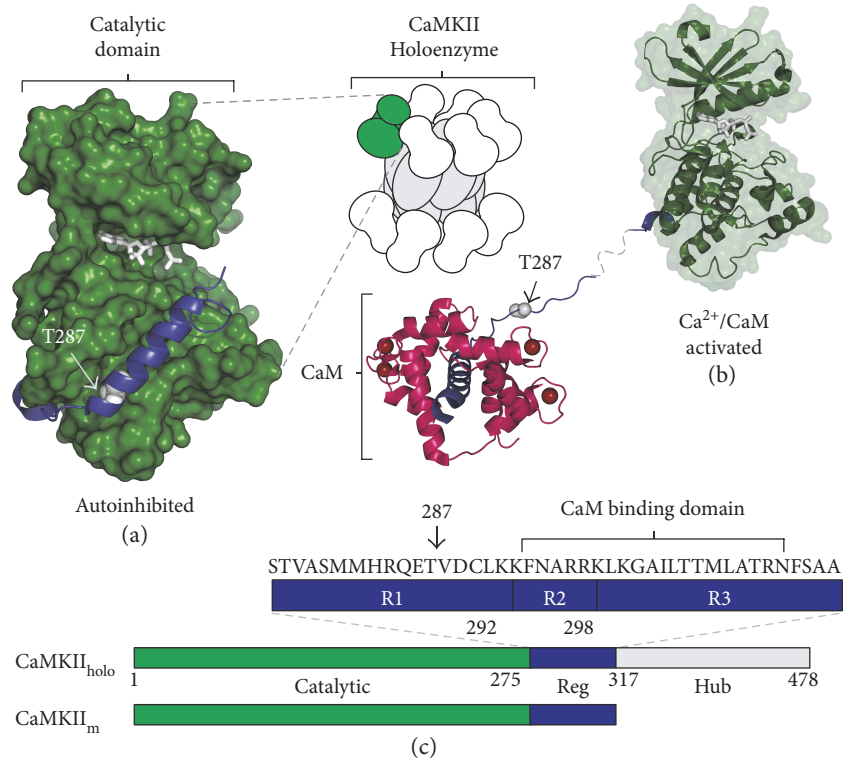 Catalytic
domain
CaMKII
Holoenzyme
T287
Autoinhibited
(a)
T287
CaM
Ca2+/CaM
activated
(b)
287
CaM binding domain
STVASMMHRQETVDCLKKFNARRKLKGAILTTMLATRNFSAA
R1 R2 R3
292 298
CaMKIIholo
1 275 317 478
Catalytic Reg Hub
CaMKIIm
(c)